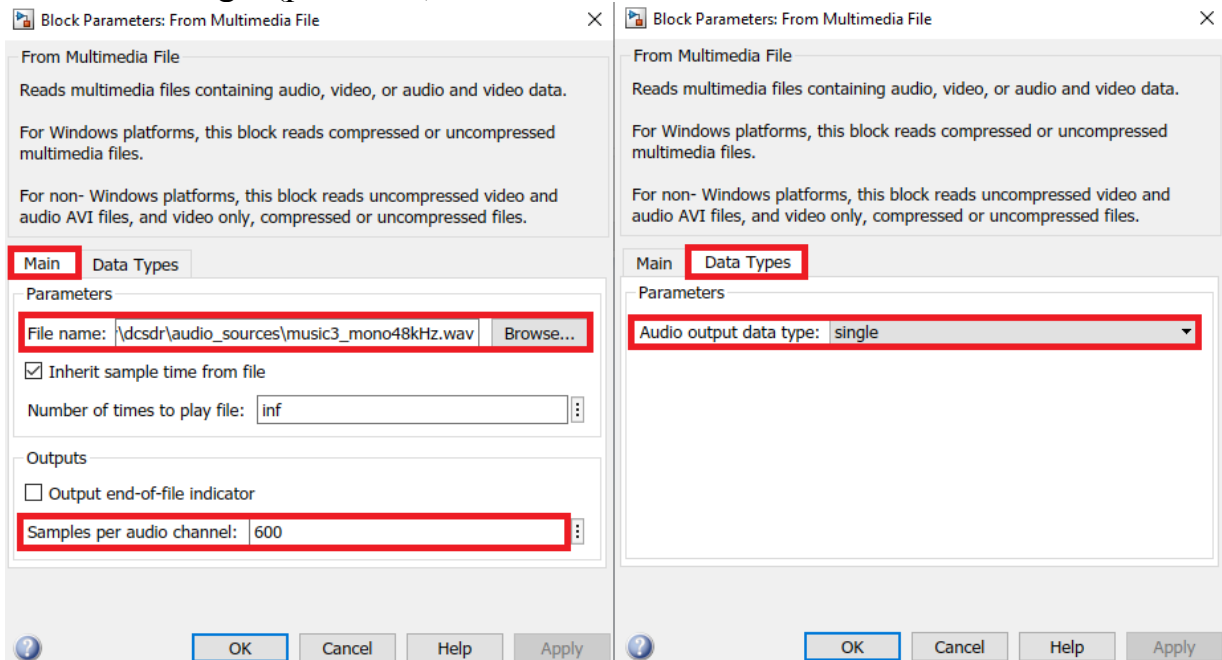 Block Parameters: From Multimedia File
From Multimedia File
Reads multimedia files containing audio, video, or audio and video data.
For Windows platforms, this block reads compressed or uncompressed
multimedia files.
For non- Windows platforms, this block reads uncompressed video and
audio AVI files, and video only, compressed or uncompressed files.
Main Data Types
Parameters
File name: \dcsdr\audio_sources\music3_mono48kHz.wav Browse...
Inherit sample time from file
Number of times to play file: inf
Outputs
Output end-of-file indicator
Samples per audio channel: 600
OK Cancel Help Apply
Block Parameters: From Multimedia File
From Multimedia File
Reads multimedia files containing audio, video, or audio and video data.
For Windows platforms, this block reads compressed or uncompressed
multimedia files.
For non- Windows platforms, this block reads uncompressed video and
audio AVI files, and video only, compressed or uncompressed files.
Main Data Types
Parameters
Audio output data type: single
OK Cancel Help Apply